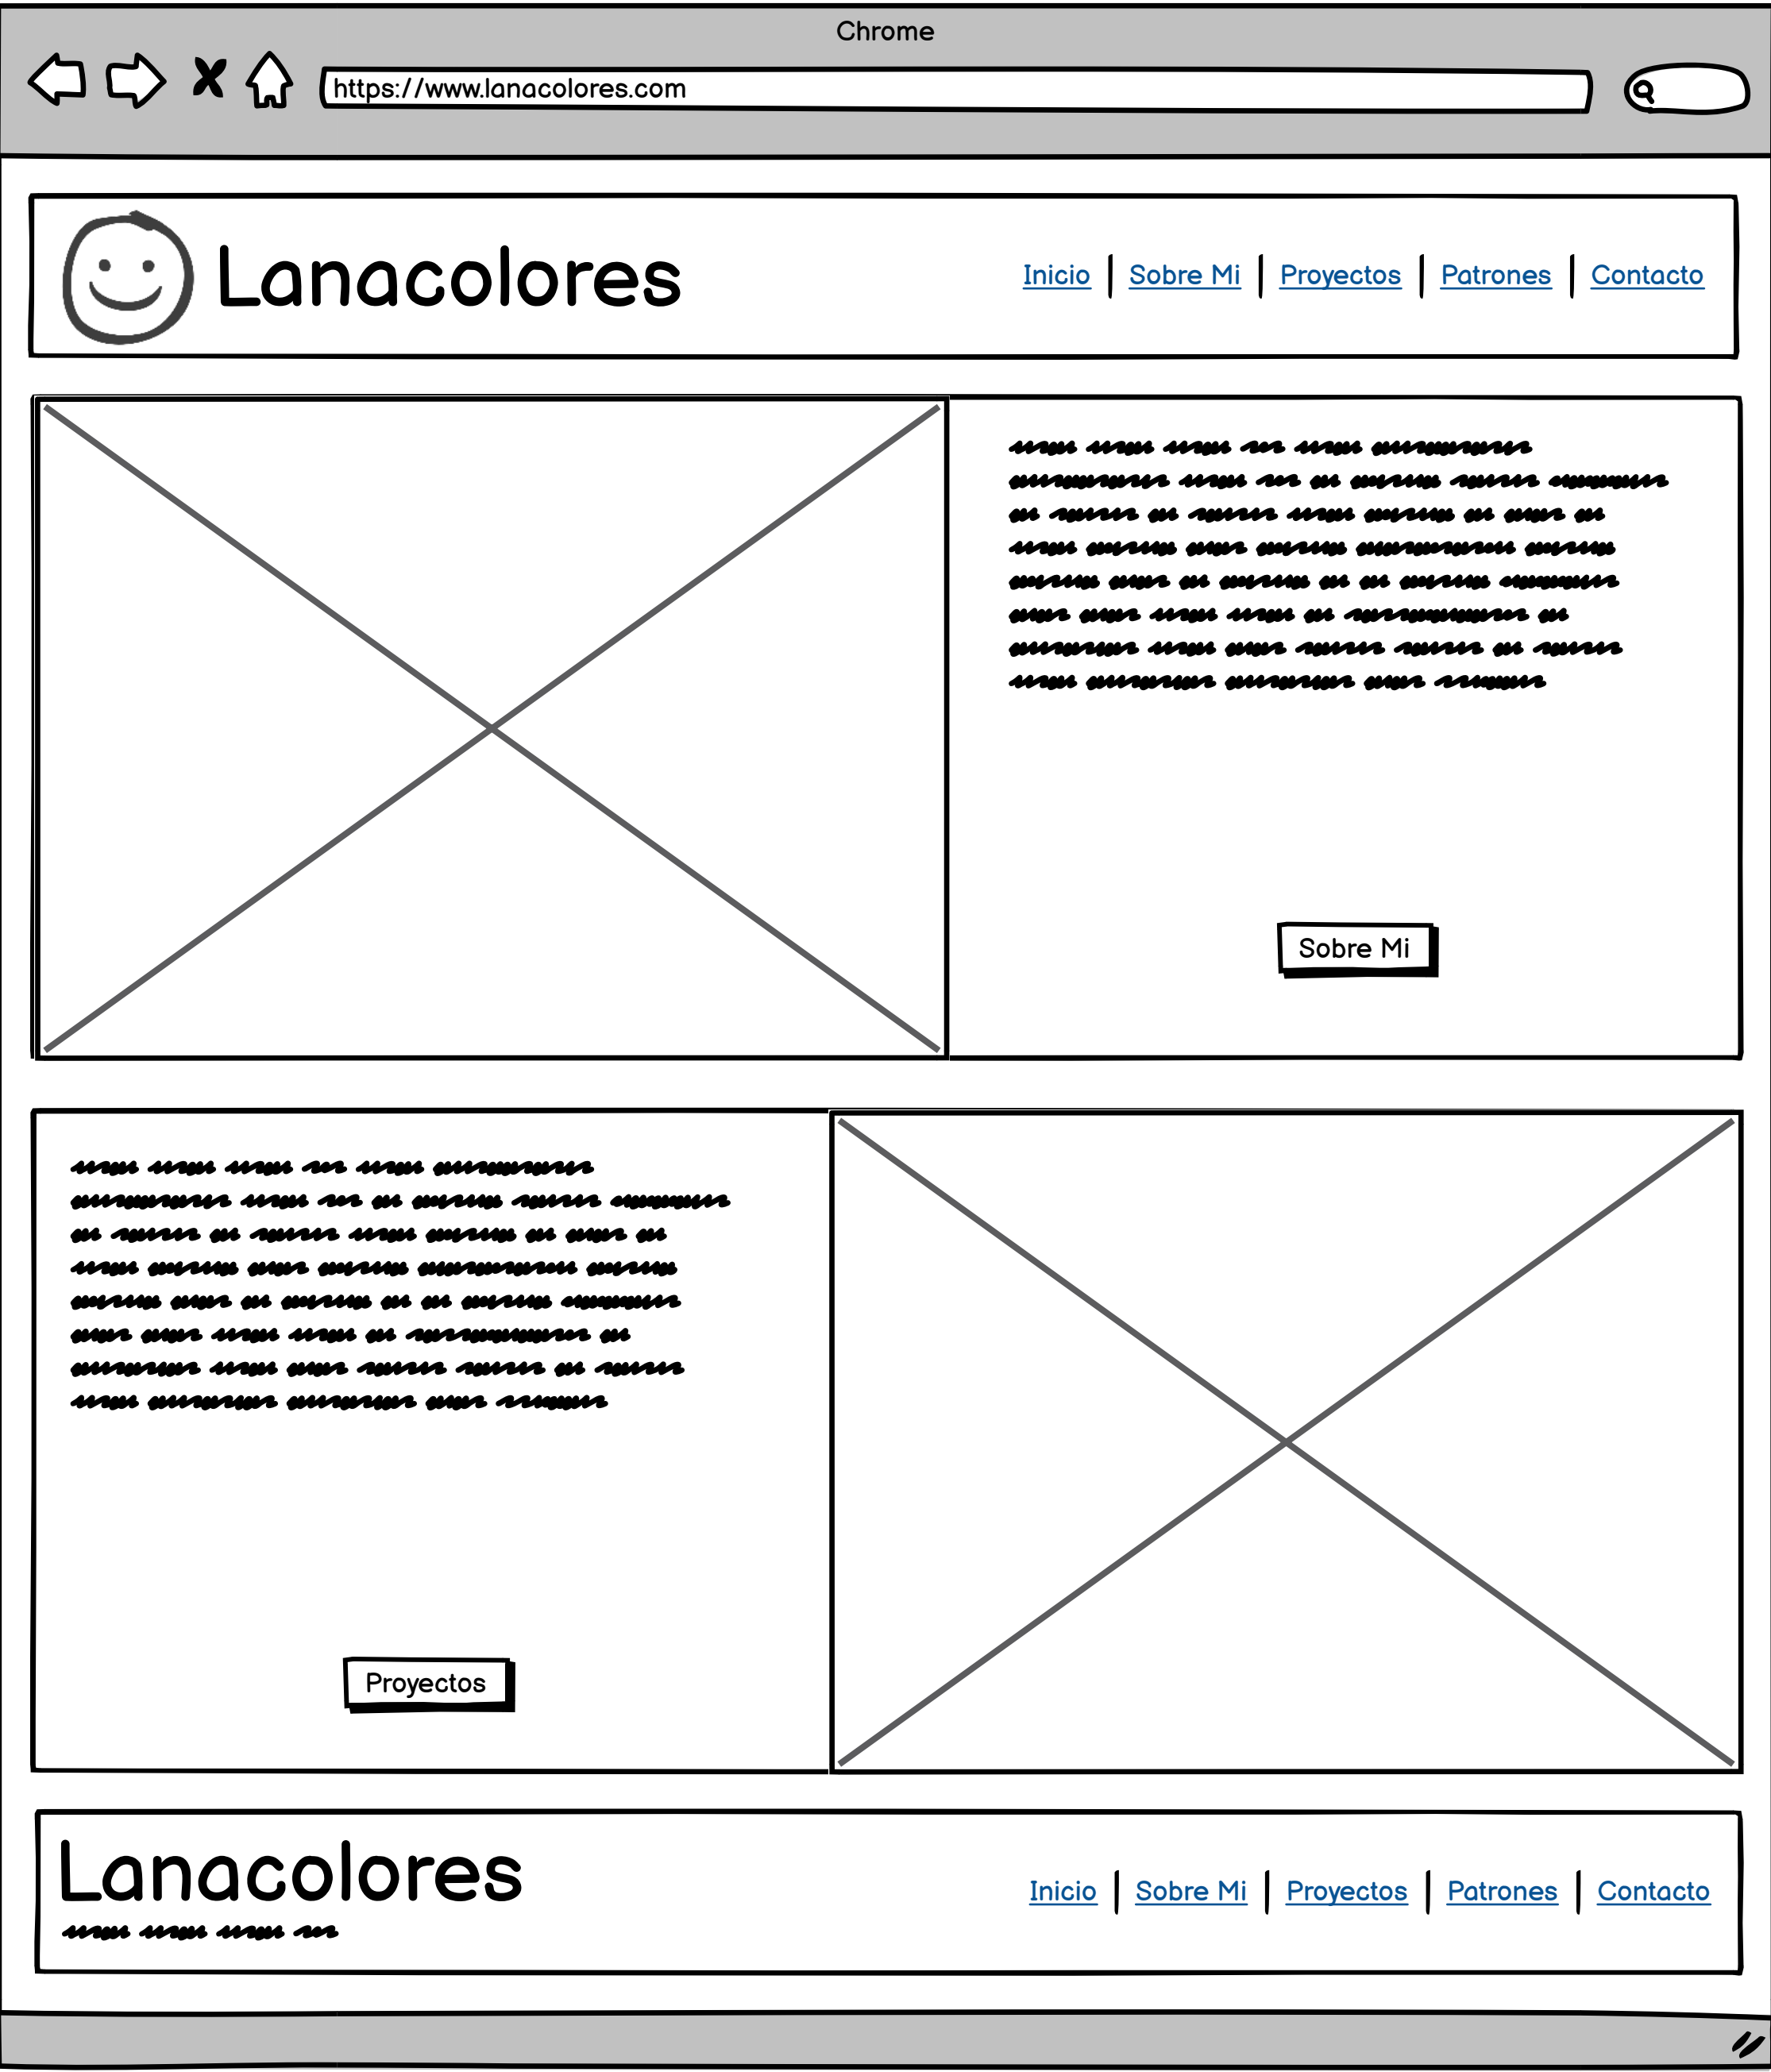 Chrome
https://www.lanacolores.com
Lanacolores
Inicio | Sobre Mi | Proyectos | Patrones | Contacto
Sobre Mi
Proyectos
Lanacolores
Inicio | Sobre Mi | Proyectos | Patrones | Contacto